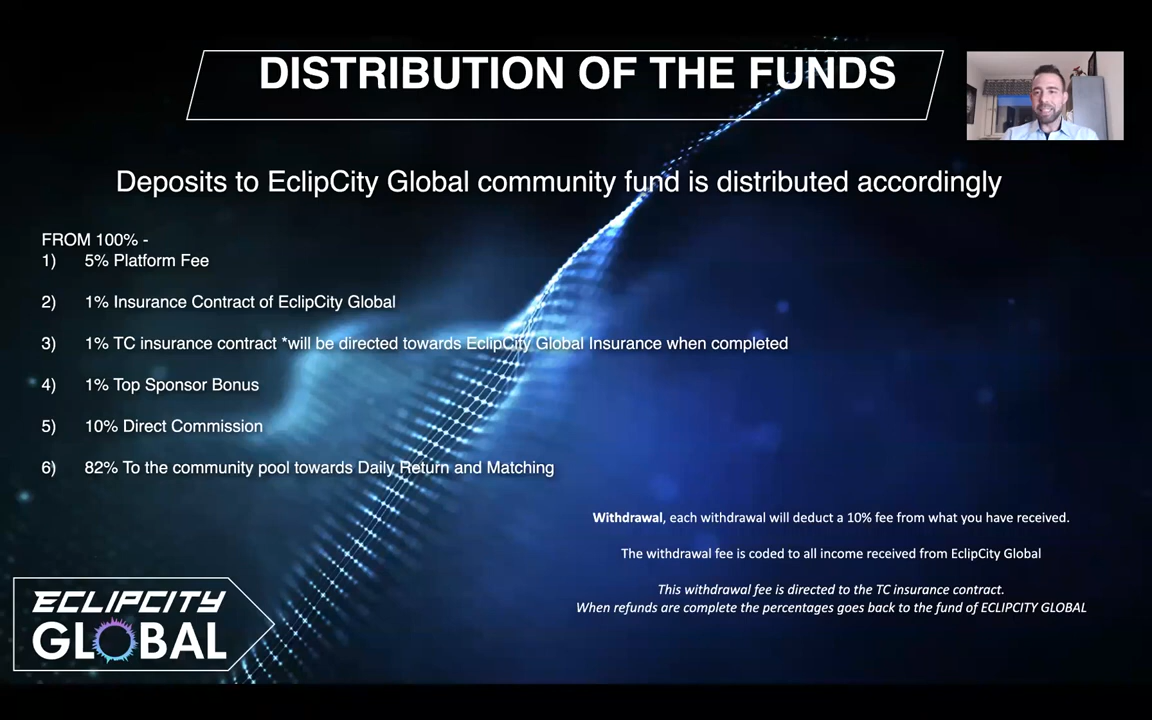 DISTRIBUTION OF THE FUNDS
Deposits to EclipCity Global community fund is distributed accordingly
FROM 100% -
1) 5% Platform Fee
2) 1% Insurance Contract of EclipCity Global
3) 1% TC insurance contract *will be directed towards EclipCity Global Insurance when completed
4) 1% Top Sponsor Bonus
5) 10% Direct Commission
6) 82% To the community pool towards Daily Return and Matching
Withdrawal, each withdrawal will deduct a 10% fee from what you have received.
The withdrawal fee is coded to all income received from EclipCity Global
This withdrawal fee is directed to the TC insurance contract.
When refunds are complete the percentages goes back to the fund of ECLIPCITY GLOBAL
ECLIPCITY
GLOBAL